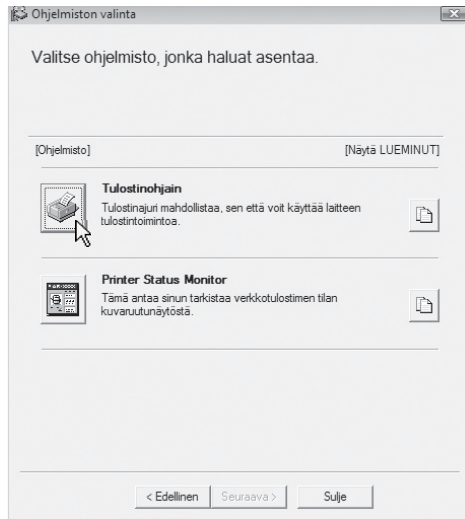 Ohjelmiston valinta
Valitse ohjelmisto, jonka haluat asentaa.
[Ohjelmisto] [Näytä LUEMINUT]
Tulostinohjain
Tulostinajuri mahdollistaa, sen että voit käyttää laitteen
tulostintoimintoa.
Printer Status Monitor
Tämä antaa sinun tarkistaa verkkotulostimen tilan
kuvaruutunäytöstä.
< Edellinen Seuraava > Sulje